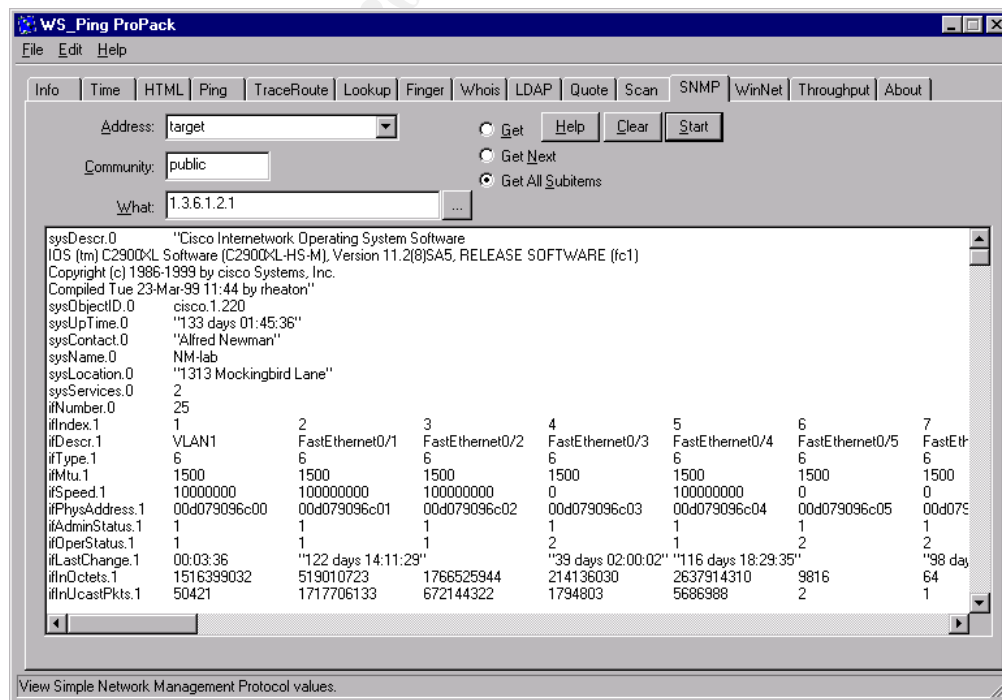 WS_Ping ProPack
File Edit Help
Info Time HTML Ping TraceRoute Lookup Finger Whois LDAP Quote Scan SNMP WinNet Throughput About
Address: target
Get Help Clear Start
Community: public
Get Next
Get All Subitems
What: 1.3.6.1.2.1 ...
sysDescr.0 "Cisco Internetwork Operating System Software
IOS (tm) C2900XL Software (C2900XL-HS-M), Version 11.2(8)SA5, RELEASE SOFTWARE (fc1)
Copyright (c) 1986-1999 by cisco Systems, Inc.
Compiled Tue 23-Mar-99 11:44 by rheaton"
sysObjectID.0 cisco.1.220
sysUpTime.0 "133 days 01:45:36"
sysContact.0 "Alfred Newman"
sysName.0 NM-lab
sysLocation.0 "1313 Mockingbird Lane"
sysServices.0 2
ifNumber.0 25
ifIndex.1 1 2 3 4 5 6 7
ifDescr.1 VLAN1 FastEthernet0/1 FastEthernet0/2 FastEthernet0/3 FastEthernet0/4 FastEthernet0/5 FastEth
ifType.1 6 6 6 6 6 6 6
ifMtu.1 1500 1500 1500 1500 1500 1500 1500
ifSpeed.1 10000000 100000000 100000000 0 100000000 0 0
ifPhysAddress.1 00d079096c00 00d079096c01 00d079096c02 00d079096c03 00d079096c04 00d079096c05 00d079
ifAdminStatus.1 1 1 1 1 1 1 1
ifOperStatus.1 1 1 1 2 1 2 2
ifLastChange.1 00:03:36 "122 days 14:11:29" "39 days 02:00:02" "116 days 18:29:35" "98 day
ifInOctets.1 1516399032 519010723 1766525944 214136030 2637914310 9816 64
ifInUcastPkts.1 50421 1717706133 672144322 1794803 5686988 2 1
View Simple Network Management Protocol values.